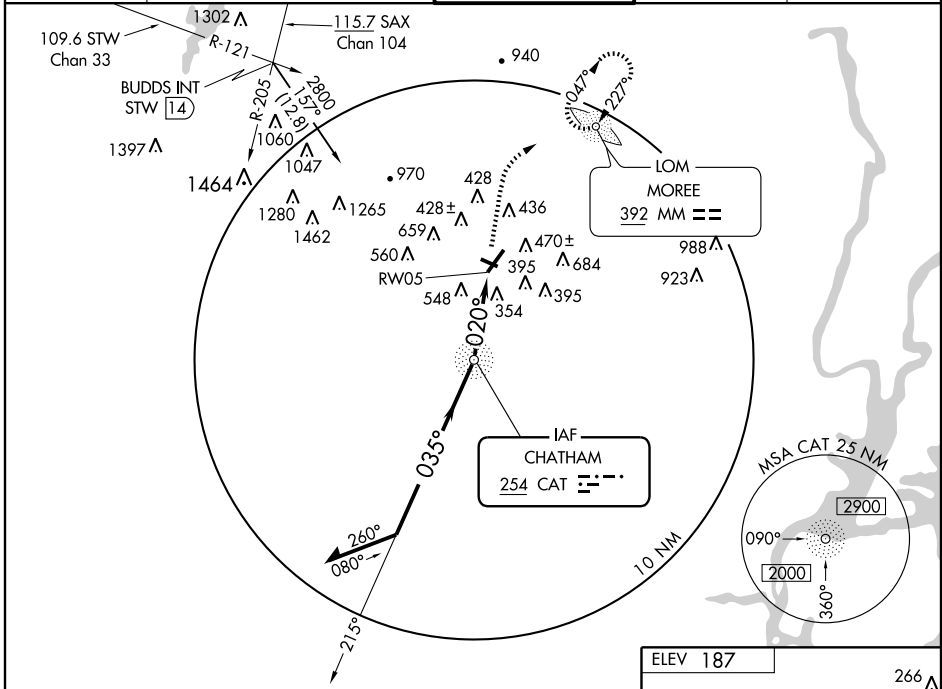 1302
109.6 STW
Chan 33
R-121
115.7 SAX
Chan 104
BUDDS INT
STW 14
R-205
2800
157°
(12.8)
940
047°
227°
1060
1397
1047
1464
970
428
LOM
MOREE
392 MM
1280
1265
428±
436
1462
659
470±
988
560
395
684
RW05
923
548
354
395
020°
IAF
CHATHAM
254 CAT
035°
MSA CAT 25 NM
2900
090°
2000
360°
260°
080°
10 NM
215°
ELEV 187
266